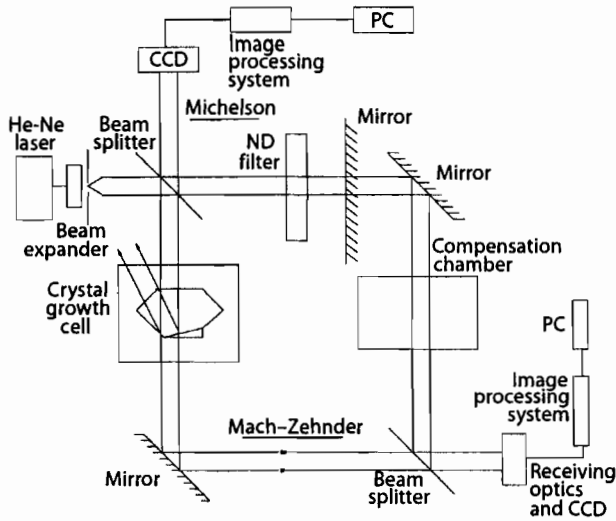 CCD
Image
processing
system
PC
Michelson
He–Ne
laser
Beam
splitter
ND
filter
Mirror
Mirror
Beam
expander
Compensation
chamber
Crystal
growth
cell
PC
Image
processing
system
Mach–Zehnder
Mirror
Beam
splitter
Receiving
optics
and CCD